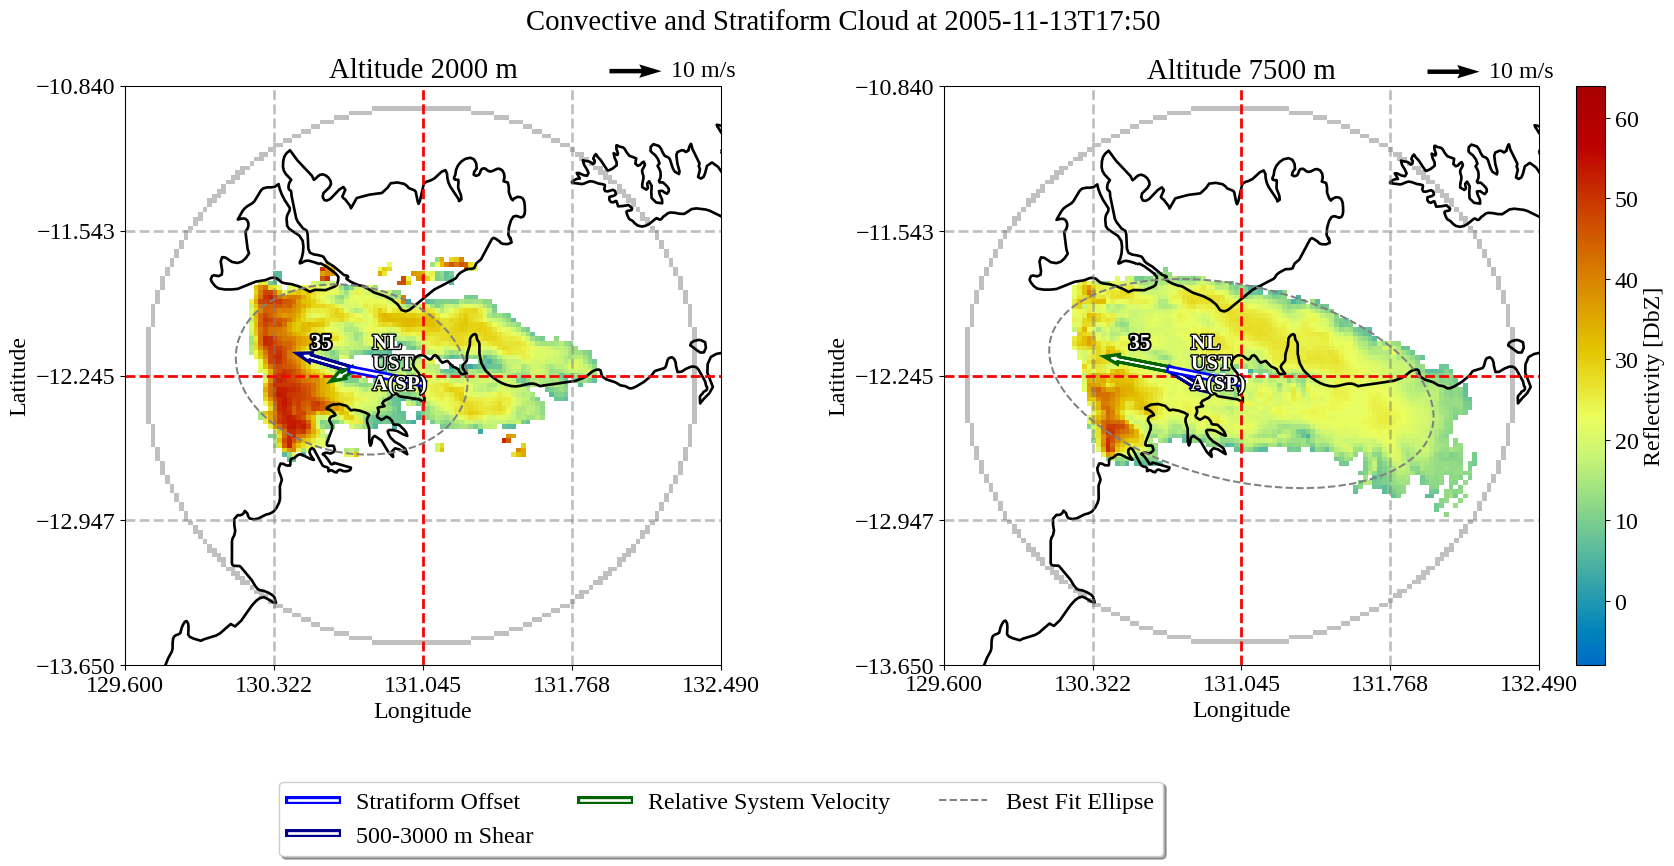 Convective and Stratiform Cloud at 2005-11-13T17:50
Altitude 2000 m
10 m/s
−10.840
−11.543
−12.245
−12.947
−13.650
129.600
130.322
131.045
131.768
132.490
Latitude
Longitude
35
NL
UST
A(SP)
Altitude 7500 m
10 m/s
−10.840
−11.543
−12.245
−12.947
−13.650
129.600
130.322
131.045
131.768
132.490
Latitude
Longitude
35
NL
UST
A(SP)
60
50
40
30
20
10
0
Reflectivity [DbZ]
Stratiform Offset
500-3000 m Shear
Relative System Velocity
Best Fit Ellipse